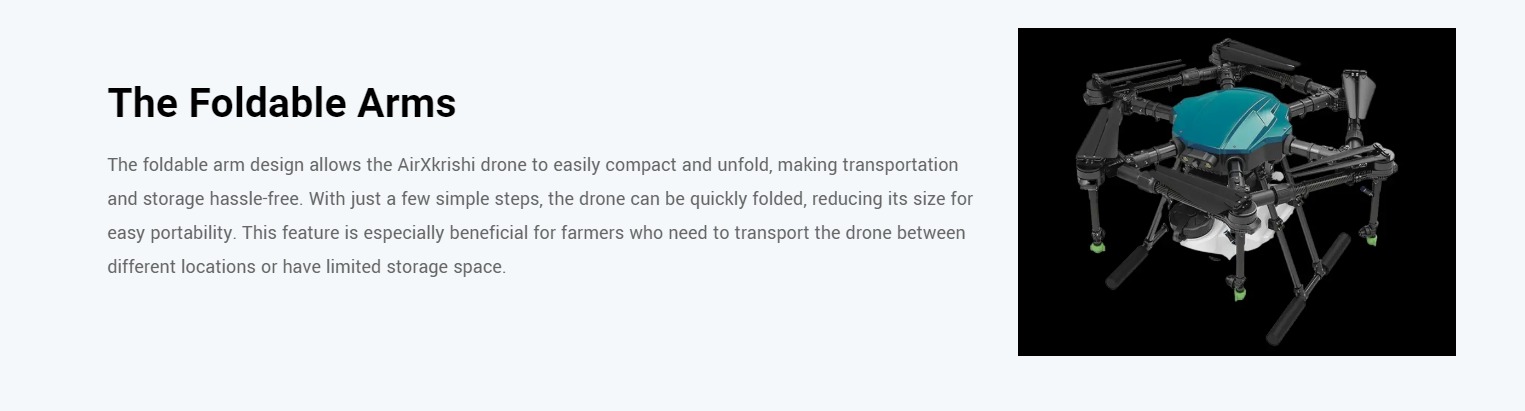 The Foldable Arms
The foldable arm design allows the AirXkrishi drone to easily compact and unfold, making transportation
and storage hassle-free. With just a few simple steps, the drone can be quickly folded, reducing its size for
easy portability. This feature is especially beneficial for farmers who need to transport the drone between
different locations or have limited storage space.